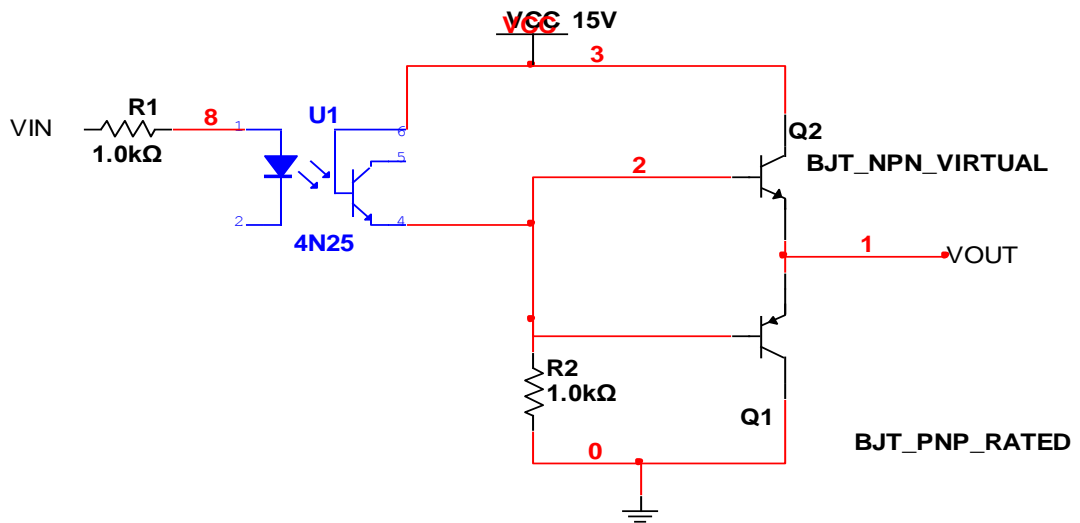 VCC 15V
VCC
3
R1
8
1
U1
6
Q2
VIN
1.0kΩ
5
2
BJT_NPN_VIRTUAL
2
4
4N25
1
VOUT
R2
1.0kΩ
Q1
0
BJT_PNP_RATED